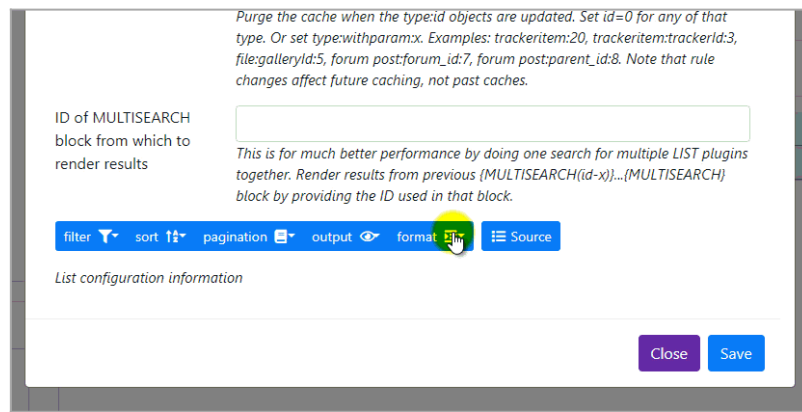 Purge the cache when the type:id objects are updated. Set id=0 for any of that
type. Or set type:withparam:x. Examples: trackeritem:20, trackeritem:trackerId:3,
file:galleryId:5, forum post:forum_id:7, forum post:parent_id:8. Note that rule
changes affect future caching, not past caches.
ID of MULTISEARCH
block from which to
render results
This is for much better performance by doing one search for multiple LIST plugins
together. Render results from previous {MULTISEARCH(id-x)}...{MULTISEARCH}
block by providing the ID used in that block.
filter sort pagination output format Source
List configuration information
Close Save